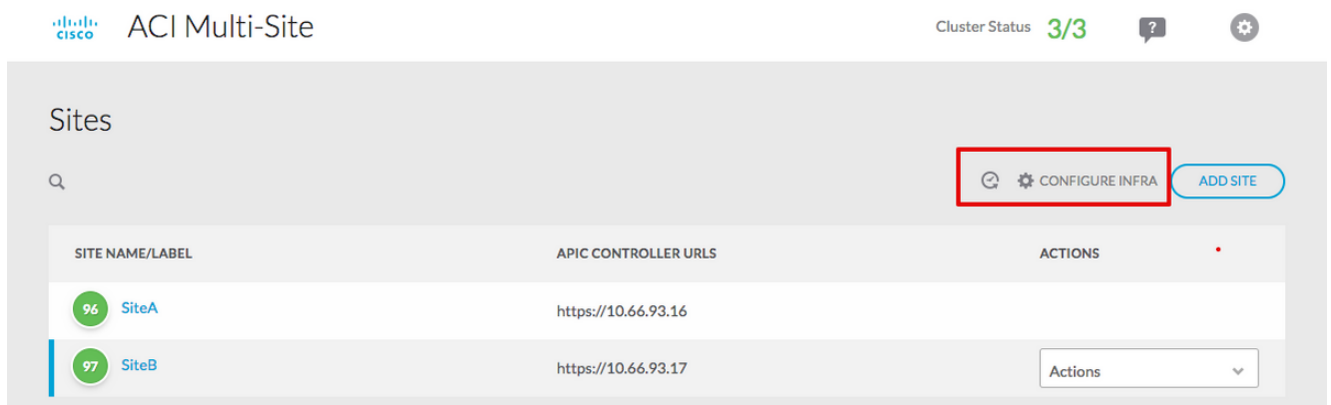 cisco ACI Multi-Site Cluster Status 3/3 ?
Sites
CONFIGURE INFRA ADD SITE
SITE NAME/LABEL APIC CONTROLLER URLS ACTIONS
96 SiteA https://10.66.93.16
97 SiteB https://10.66.93.17 Actions